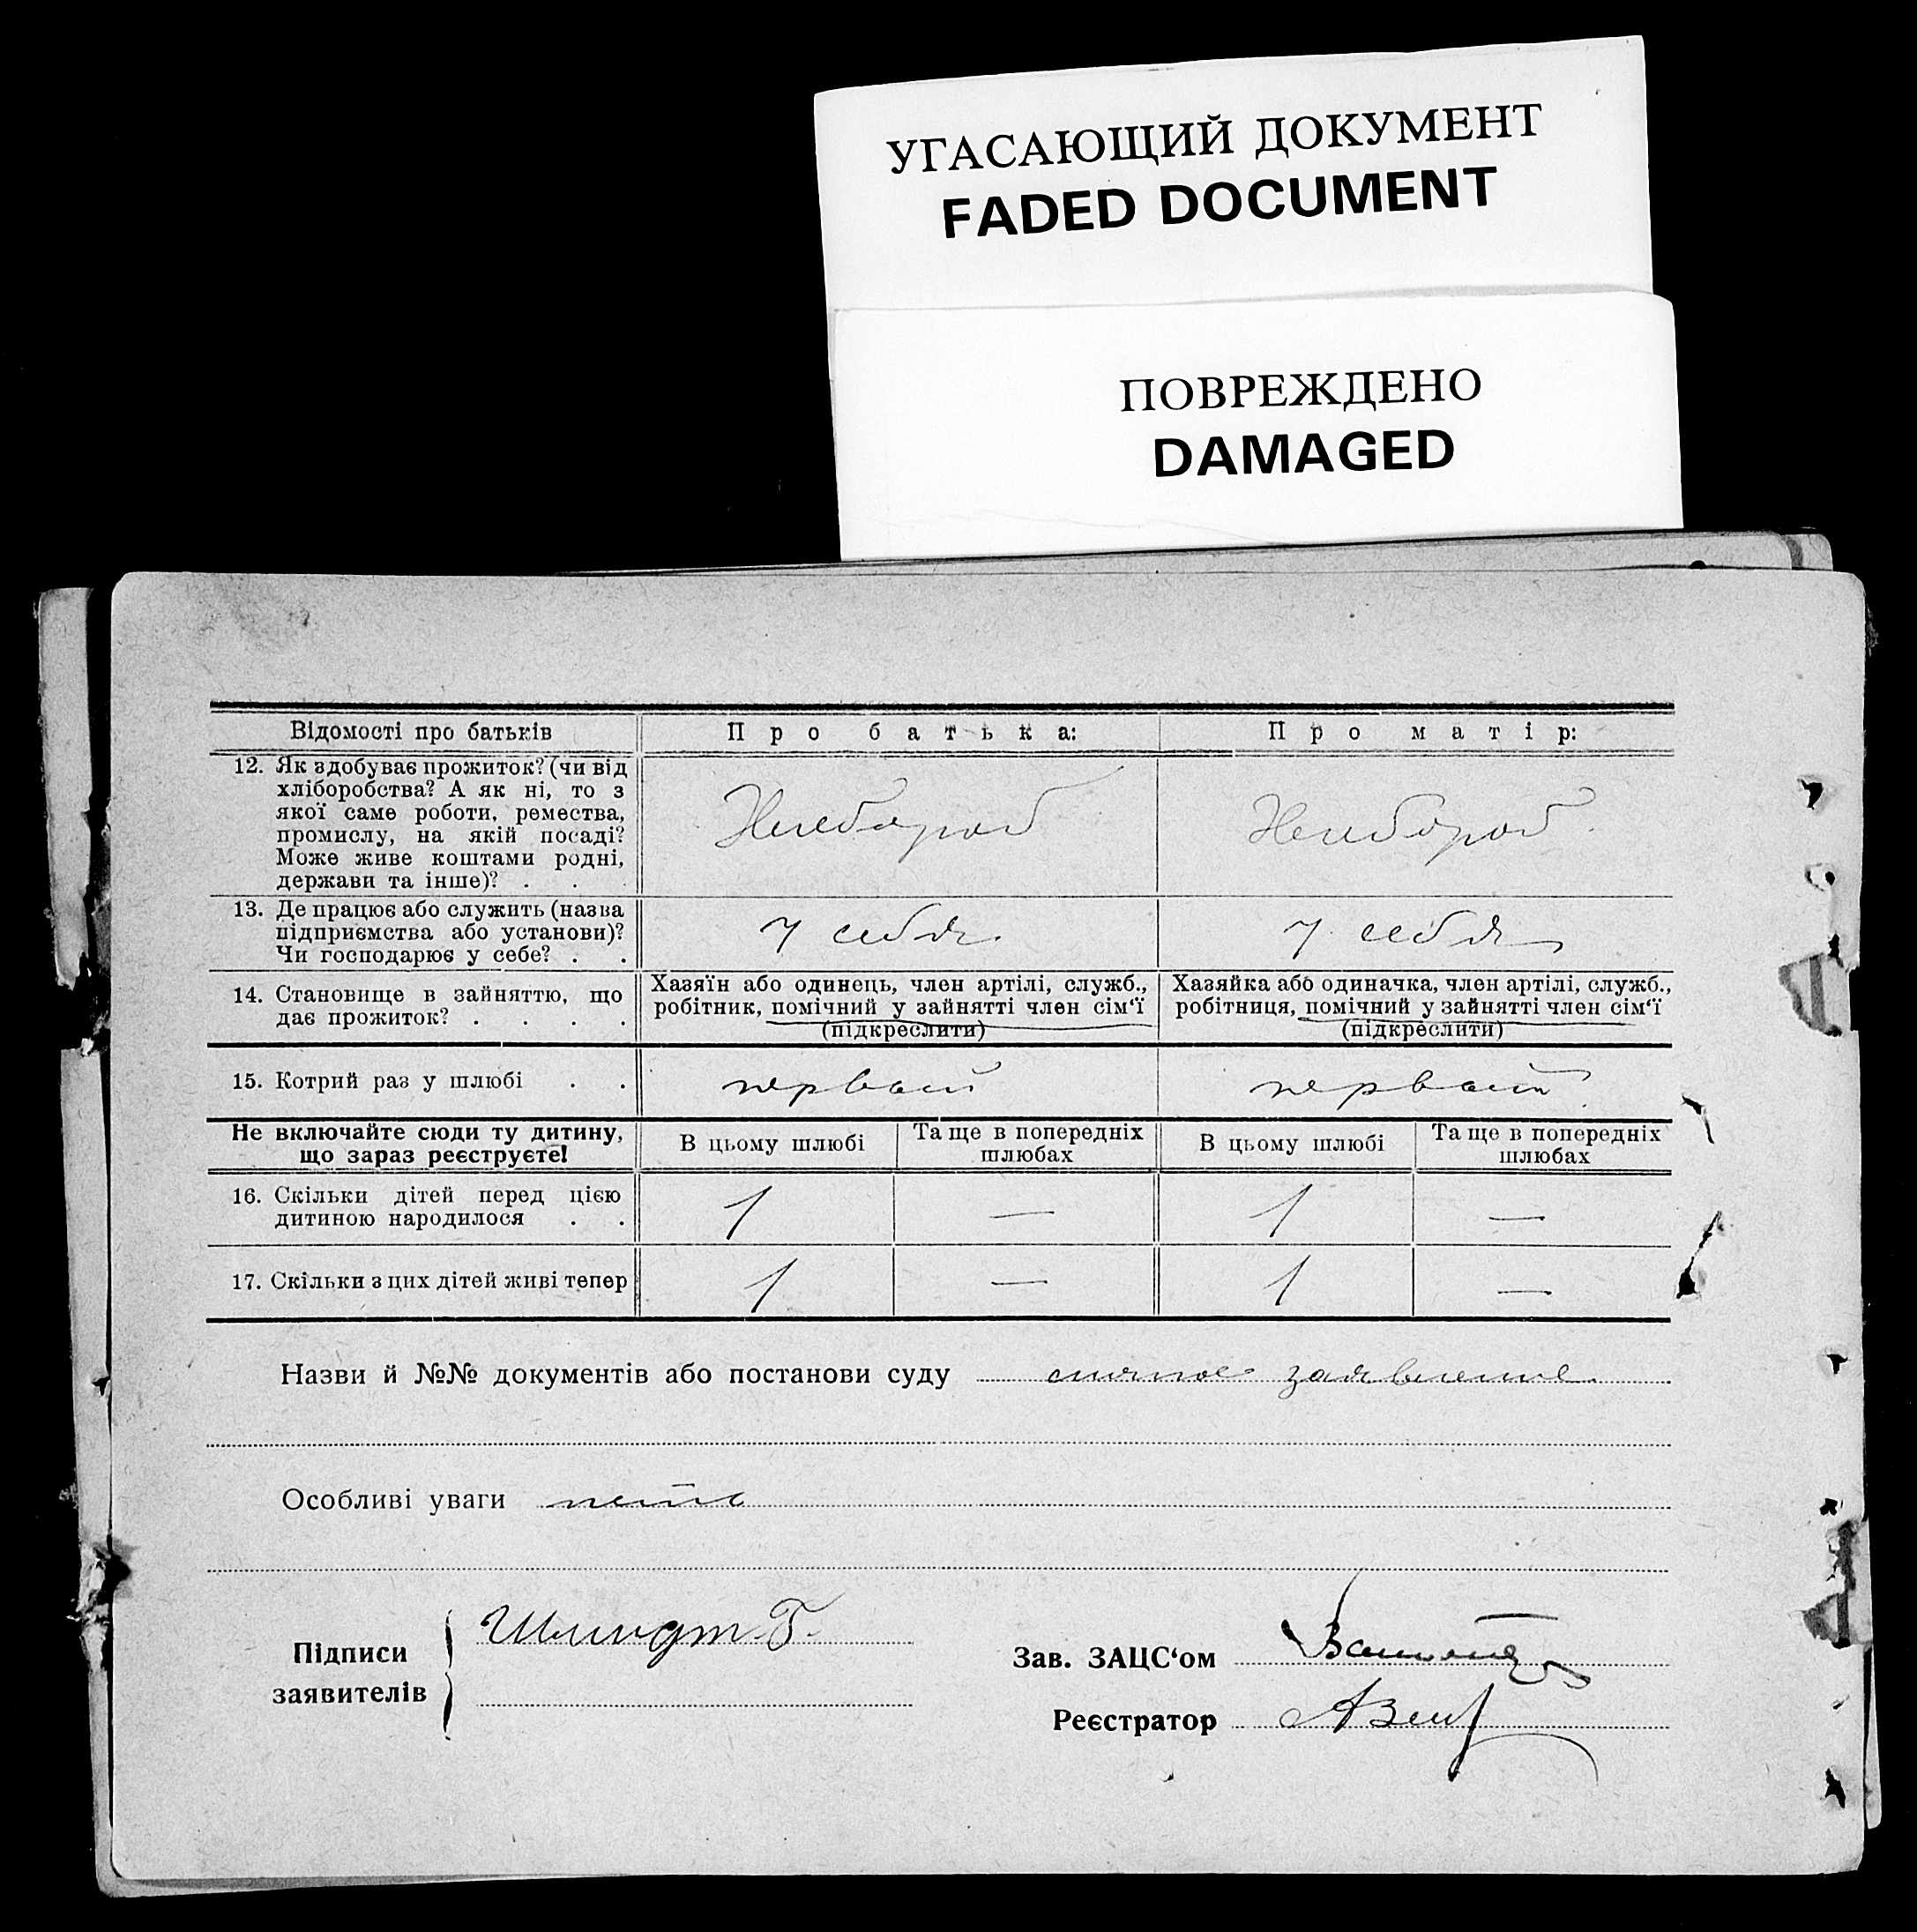 УГАСАЮЩИЙ ДОКУМЕНТ
FADED DOCUMENT
ПОВРЕЖДЕНО
DAMAGED
Відомості про батьків
Про батька:
Про матір:
12. Як здобуває прожиток? (чи від
хліборобства? А як ні, то з
якої саме роботи, ремества,
промислу, на якій посаді?
Може живе коштами родні,
держави та інше)? . .
Хлебороб
Хлебороб
13. Де працює або служить (назва
підприємства або установи)?
Чи господарює у себе? . .
у себя
у себя
14. Становище в зайняттю, що
дає прожиток? . . . .
Хазяїн або одинець, член артілі, служб.,
робітник, помічний у зайнятті член сім‘ї
(підкреслити)
Хазяйка або одиначка, член артілі, служб.,
робітниця, помічний у зайнятті член сім‘ї
(підкреслити)
15. Котрий раз у шлюбі . .
первый
первый
Не включайте сюди ту дитину,
що зараз реєструєте!
В цьому шлюбі
Та ще в попередніх
шлюбах
В цьому шлюбі
Та ще в попередніх
шлюбах
16. Скільки дітей перед цією
дитиною народилося . .
1 — 1 —
17. Скільки з цих дітей живі тепер
1 — 1 —
Назви й №№ документів або постанови суду заявление
Особливі уваги
Підписи
заявителів
Шмидт Г.
Зав. ЗАЦС‘ом
Реєстратор